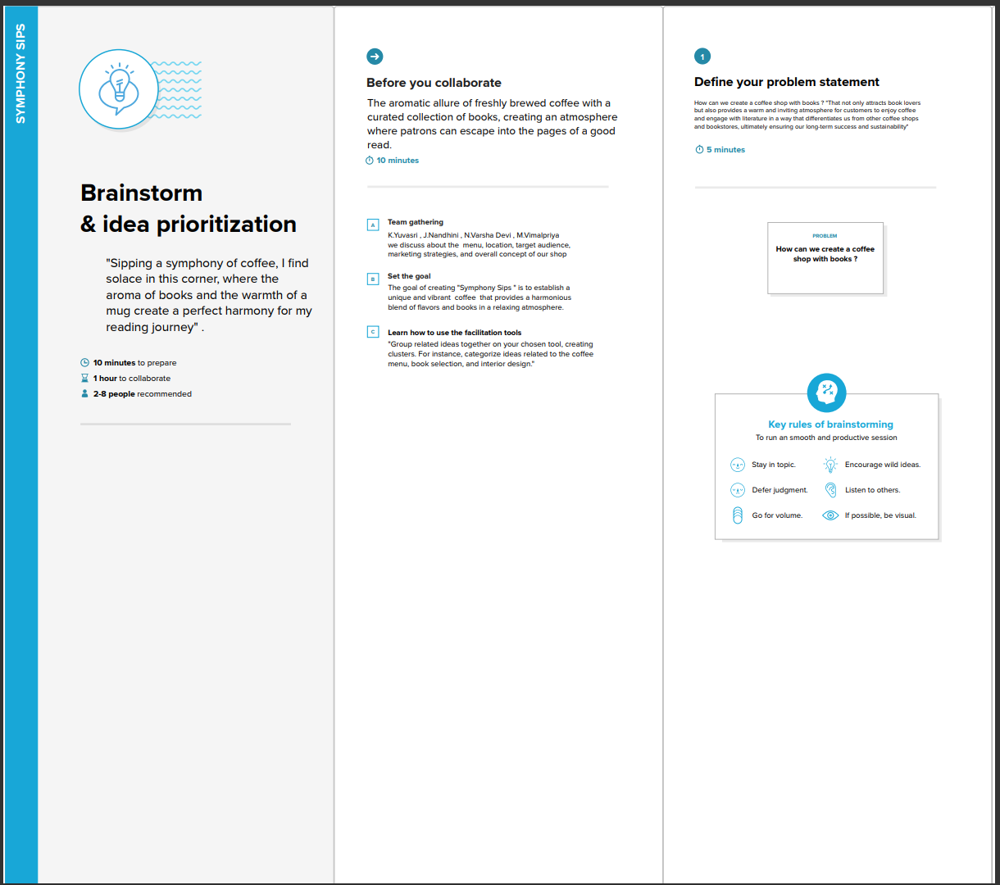 SYMPHONY SIPS
Brainstorm
& idea prioritization
"Sipping a symphony of coffee, I find
solace in this corner, where the
aroma of books and the warmth of a
mug create a perfect harmony for my
reading journey" .
10 minutes to prepare
1 hour to collaborate
2-8 people recommended
Before you collaborate
The aromatic allure of freshly brewed coffee with a
curated collection of books, creating an atmosphere
where patrons can escape into the pages of a good
read.
10 minutes
A
Team gathering
K.Yuvasri , J.Nandhini , N.Varsha Devi , M.Vimalpriya
we discuss about the  menu, location, target audience,
marketing strategies, and overall concept of our shop
B
Set the goal
The goal of creating "Symphony Sips " is to establish a
unique and vibrant  coffee  that provides a harmonious
blend of flavors and books in a relaxing atmosphere.
C
Learn how to use the facilitation tools
"Group related ideas together on your chosen tool, creating
clusters. For instance, categorize ideas related to the coffee
menu, book selection, and interior design."
1
Define your problem statement
How can we create a coffee shop with books ? "That not only attracts book lovers
but also provides a warm and inviting atmosphere for customers to enjoy coffee
and engage with literature in a way that differentiates us from other coffee shops
and bookstores, ultimately ensuring our long-term success and sustainability"
5 minutes
PROBLEM
How can we create a coffee
shop with books ?
Key rules of brainstorming
To run an smooth and productive session
Stay in topic.
Encourage wild ideas.
Defer judgment.
Listen to others.
Go for volume.
If possible, be visual.